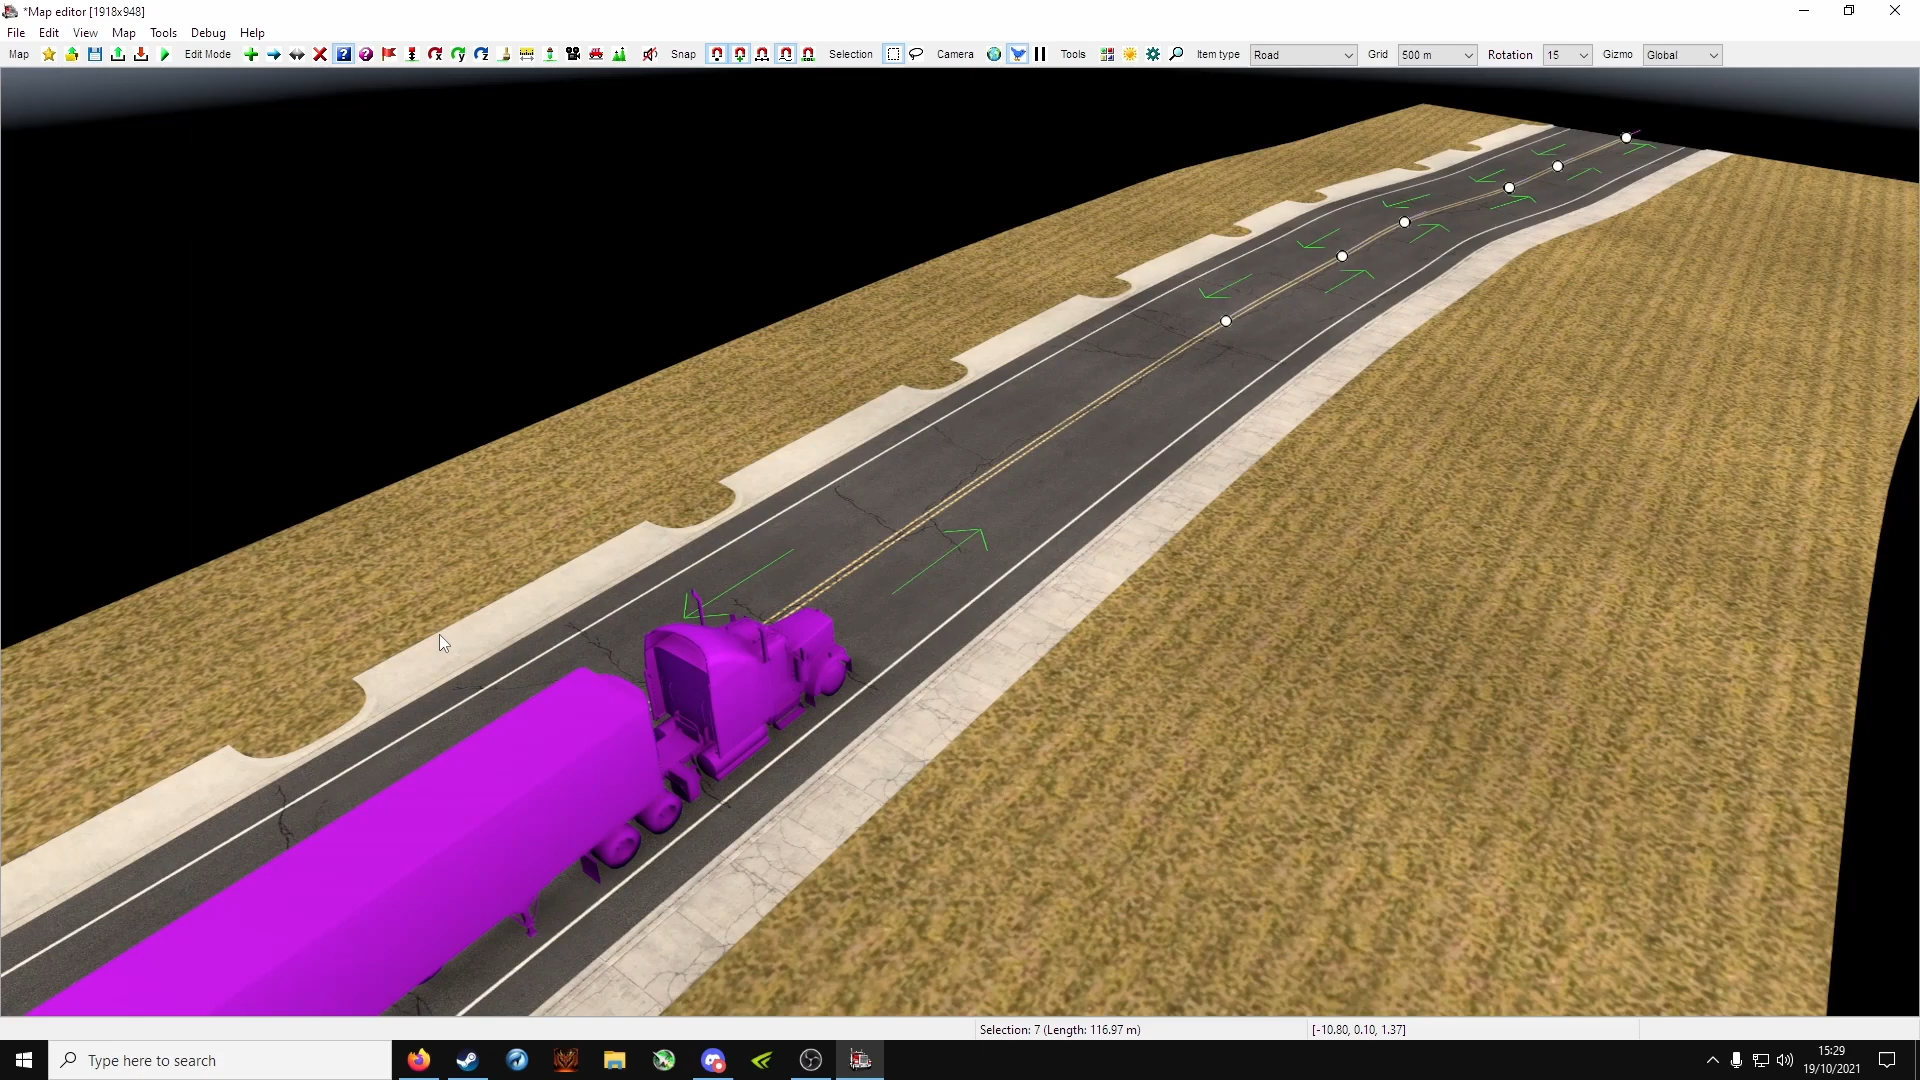 *Map editor [1918x948]
File Edit View Map Tools Debug Help
Map Edit Mode Snap Selection Camera Tools Item type Road Grid 500 m Rotation 15 Gizmo Global
Selection: 7 (Length: 116.97 m) [-10.80, 0.10, 1.37]
Type here to search
15:29
19/10/2021